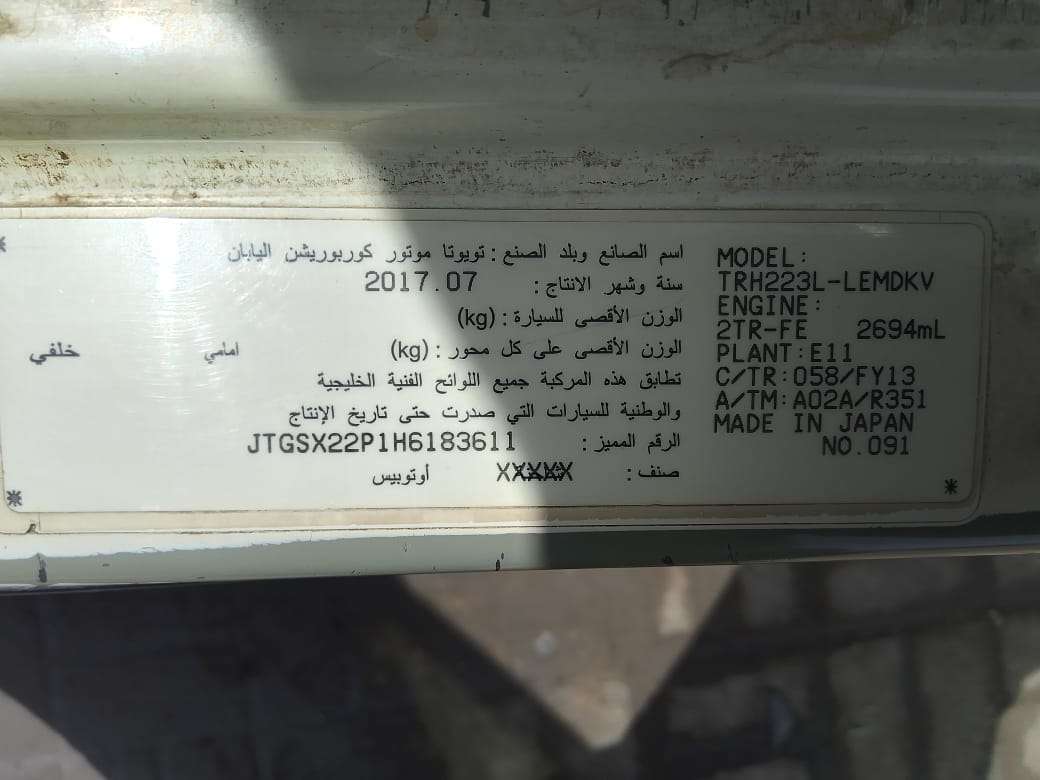 اسم الصانع وبلد الصنع : تويوتا موتور كوربوريشن اليابان
سنة وشهر الانتاج : 2017.07
الوزن الأقصى للسيارة : (kg)
الوزن الأقصى على كل محور : (kg) امامي خلفي
تطابق هذه المركبة جميع اللوائح الفنية الخليجية
والوطنية للسيارات التي صدرت حتى تاريخ الإنتاج
الرقم المميز : JTGSX22P1H6183611
صنف : XXXXX أوتوبيس
MODEL:
TRH223L-LEMDKV
ENGINE:
2TR-FE 2694mL
PLANT:E11
C/TR:058/FY13
A/TM:A02A/R351
MADE IN JAPAN
NO.091